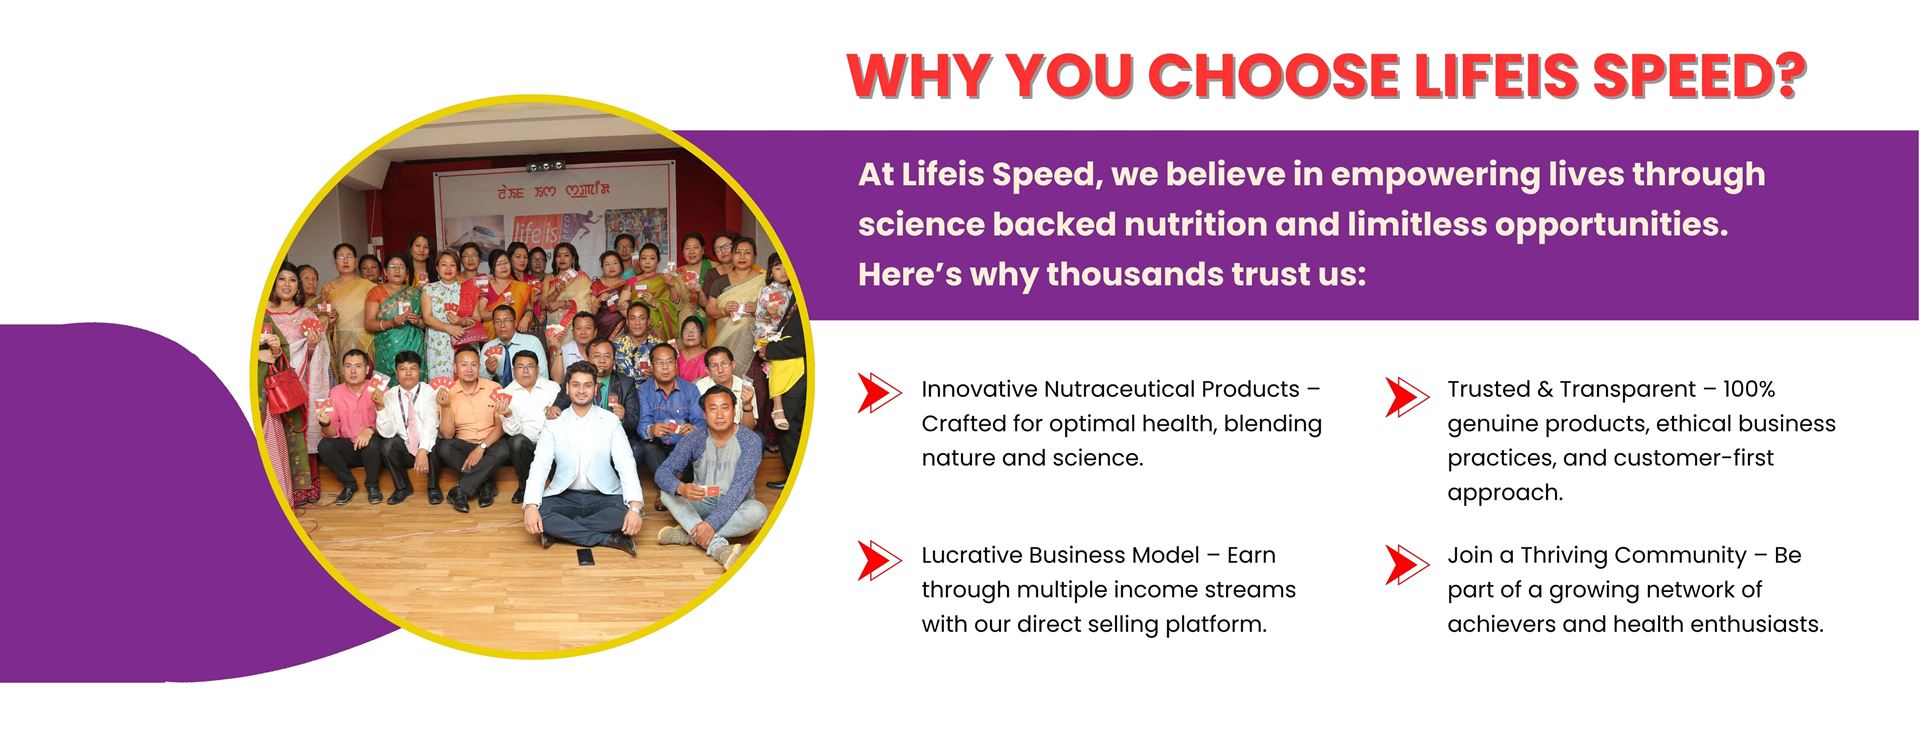 WHY YOU CHOOSE LIFEIS SPEED?
At Lifeis Speed, we believe in empowering lives through
science backed nutrition and limitless opportunities.
Here’s why thousands trust us:
life is
SPEED
Innovative Nutraceutical Products –
Crafted for optimal health, blending
nature and science.
Trusted & Transparent – 100%
genuine products, ethical business
practices, and customer-first
approach.
Lucrative Business Model – Earn
through multiple income streams
with our direct selling platform.
Join a Thriving Community – Be
part of a growing network of
achievers and health enthusiasts.